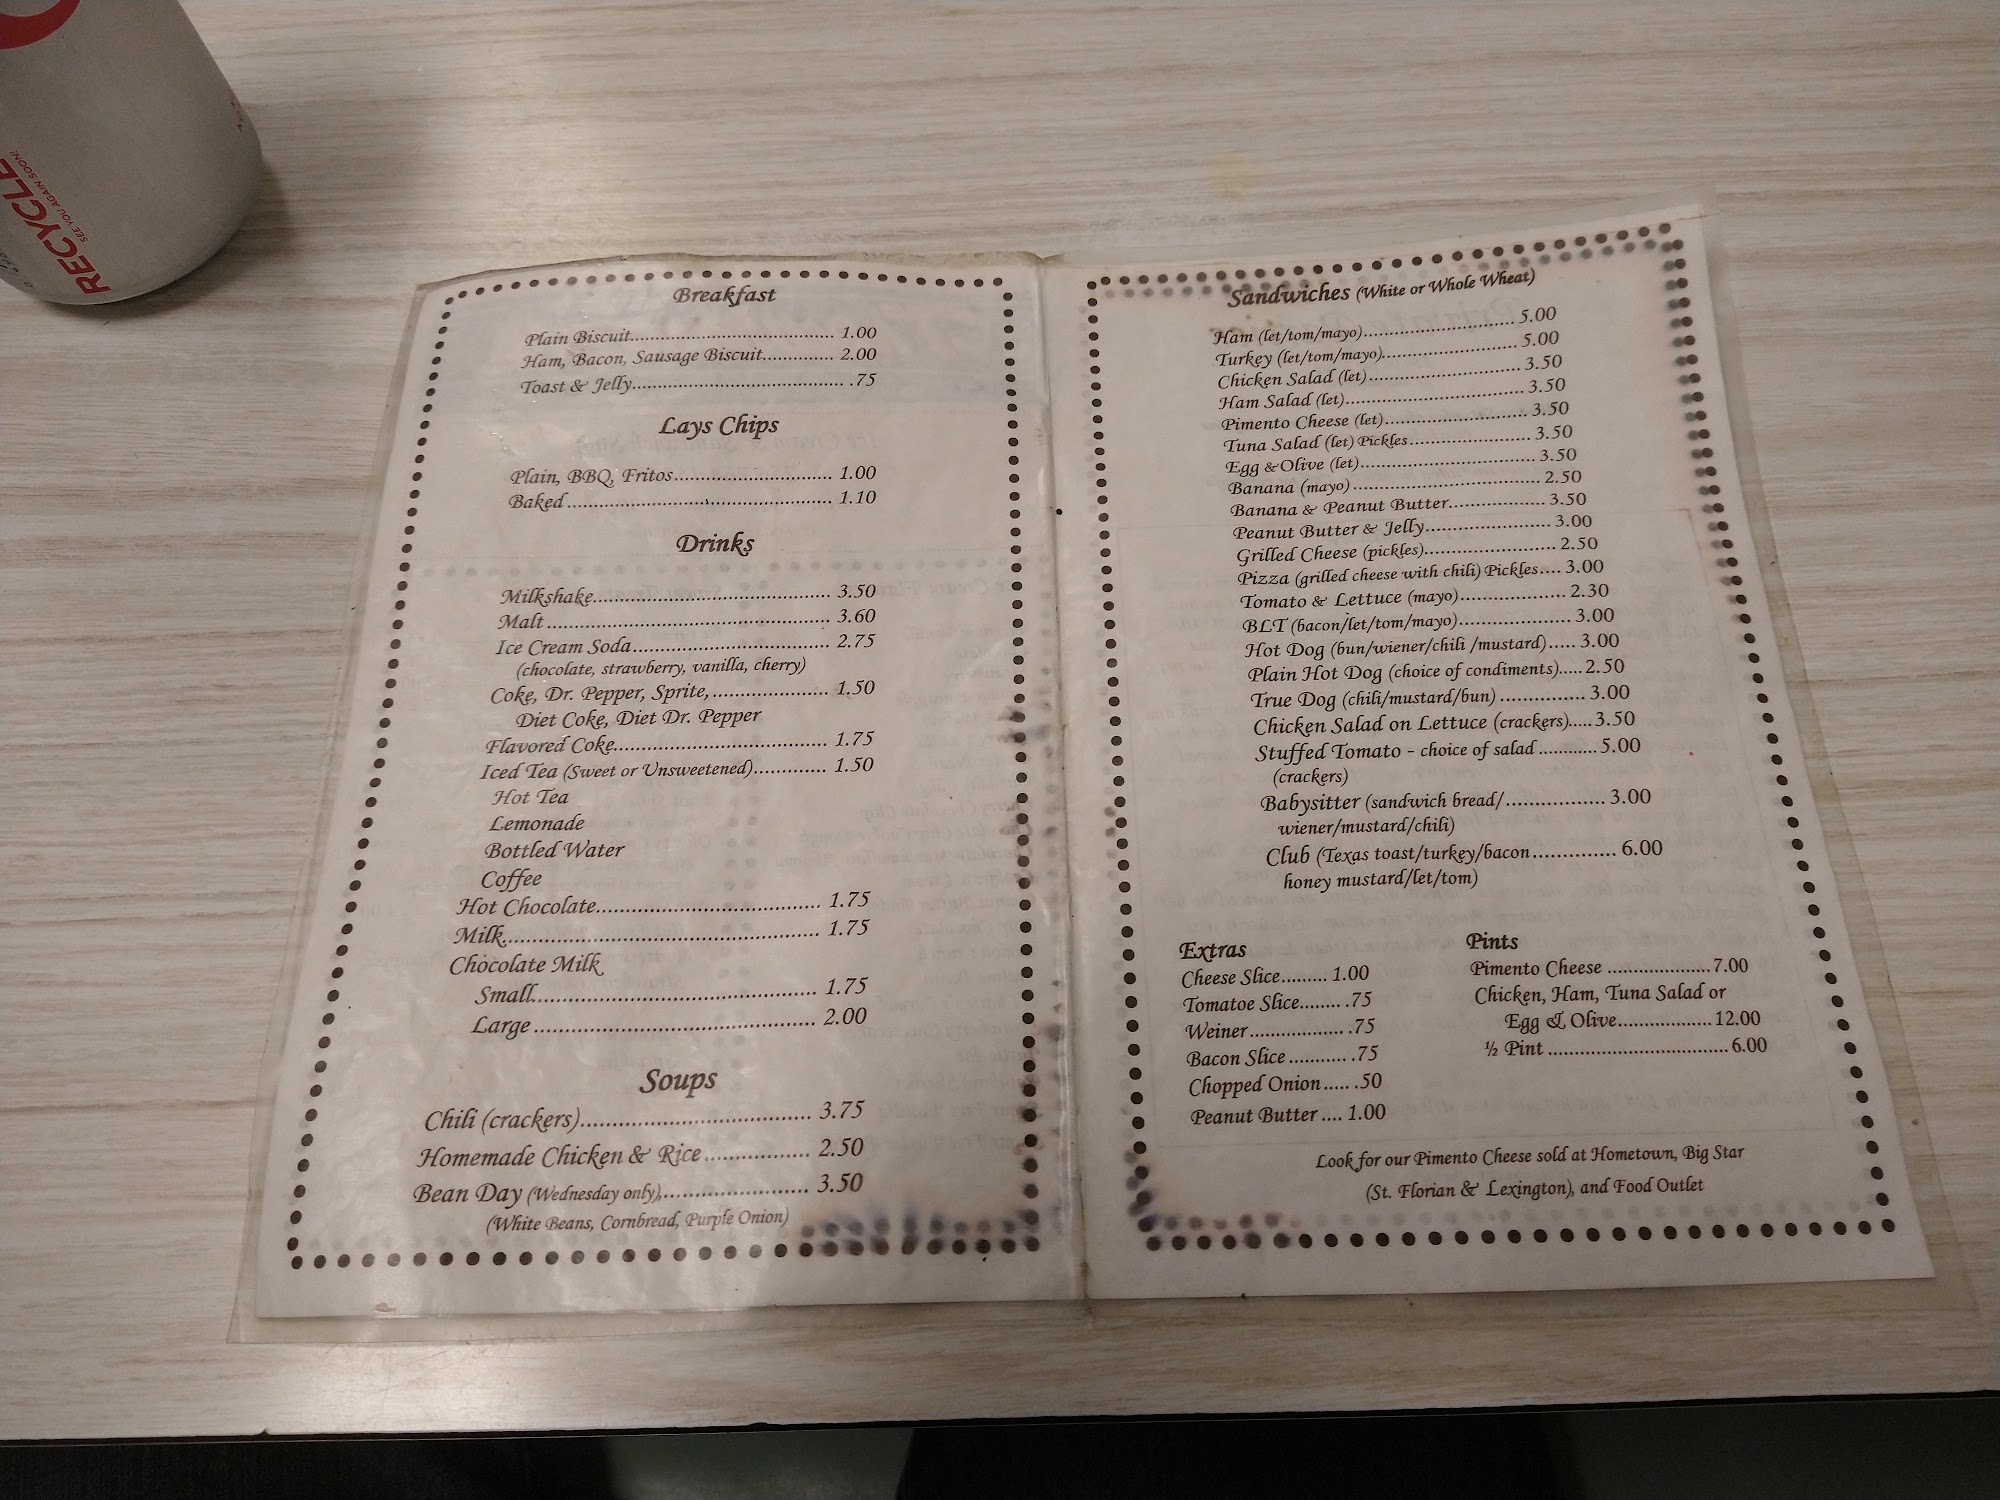 RECYCLE
SEE YOU AGAIN SOON!
Breakfast
Plain Biscuit.................................. 1.00
Ham, Bacon, Sausage Biscuit............ 2.00
Toast & Jelly.................................... .75
Lays Chips
Plain, BBQ, Fritos........................... 1.00
Baked............................................. 1.10
Drinks
Milkshake........................................ 3.50
Malt................................................ 3.60
Ice Cream Soda................................. 2.75
(chocolate, strawberry, vanilla, cherry)
Coke, Dr. Pepper, Sprite,.................... 1.50
Diet Coke, Diet Dr. Pepper
Flavored Coke.................................... 1.75
Iced Tea (Sweet or Unsweetened)............. 1.50
Hot Tea
Lemonade
Bottled Water
Coffee
Hot Chocolate..................................... 1.75
Milk.................................................. 1.75
Chocolate Milk
Small................................................ 1.75
Large................................................ 2.00
Soups
Chili (crackers).................................... 3.75
Homemade Chicken & Rice................ 2.50
Bean Day (Wednesday only)...................... 3.50
(White Beans, Cornbread, Purple Onion)
Sandwiches (White or Whole Wheat)
Ham (let/tom/mayo)........................... 5.00
Turkey (let/tom/mayo)........................ 5.00
Chicken Salad (let)........................... 3.50
Ham Salad (let)................................ 3.50
Pimento Cheese (let).......................... 3.50
Tuna Salad (let) Pickles...................... 3.50
Egg & Olive (let)............................... 3.50
Banana (mayo).................................. 2.50
Banana & Peanut Butter.................. 3.50
Peanut Butter & Jelly....................... 3.00
Grilled Cheese (pickles)....................... 2.50
Pizza (grilled cheese with chili) Pickles.... 3.00
Tomato & Lettuce (mayo)................... 2.30
BLT (bacon/let/tom/mayo).................... 3.00
Hot Dog (bun/wiener/chili /mustard)..... 3.00
Plain Hot Dog (choice of condiments).....2.50
True Dog (chili/mustard/bun)................ 3.00
Chicken Salad on Lettuce (crackers).....3.50
Stuffed Tomato - choice of salad............5.00
(crackers)
Babysitter (sandwich bread/.................. 3.00
wiener/mustard/chili)
Club (Texas toast/turkey/bacon............... 6.00
honey mustard/let/tom)
Extras
Cheese Slice......... 1.00
Tomatoe Slice........ .75
Weiner.................. .75
Bacon Slice........... .75
Chopped Onion..... .50
Peanut Butter.... 1.00
Pints
Pimento Cheese....................7.00
Chicken, Ham, Tuna Salad or
Egg & Olive...................12.00
½ Pint...................................6.00
Look for our Pimento Cheese sold at Hometown, Big Star
(St. Florian & Lexington), and Food Outlet